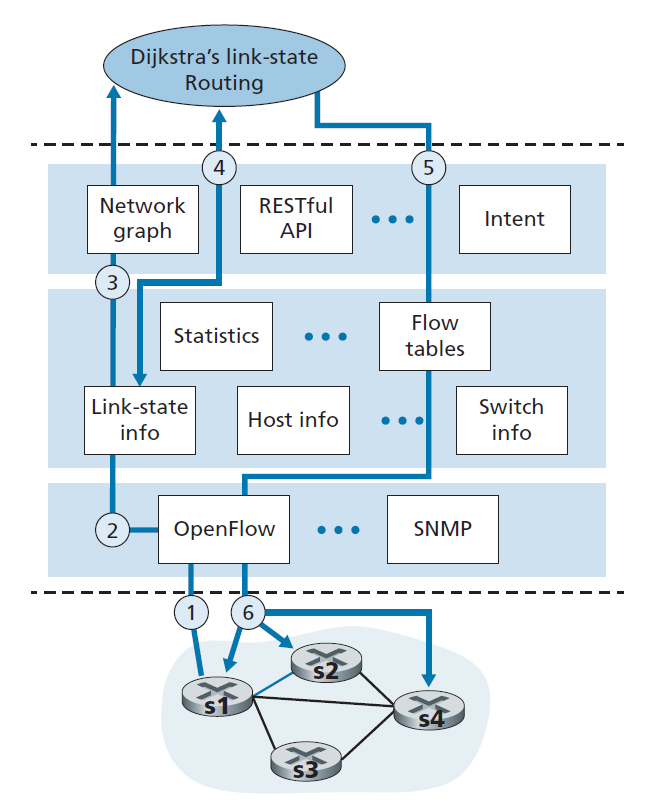 Dijkstra's link-state
Routing
4
5
Network
graph
RESTful
API
Intent
3
Statistics
Flow
tables
Link-state
info
Host info
Switch
info
2
OpenFlow
SNMP
1
6
s2
s1
s4
s3